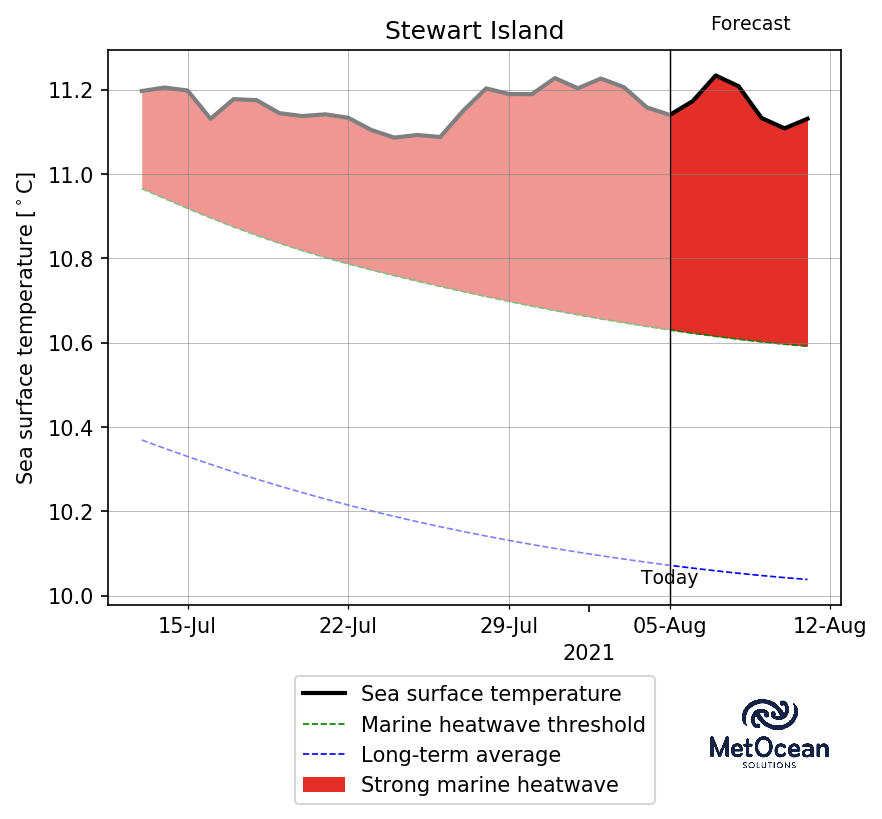 Stewart Island
Forecast
Sea surface temperature [°C]
11.2
11.0
10.8
10.6
10.4
10.2
10.0
Today
15-Jul 22-Jul 29-Jul 05-Aug 12-Aug
2021
Sea surface temperature
Marine heatwave threshold
Long-term average
Strong marine heatwave
MetOcean
SOLUTIONS